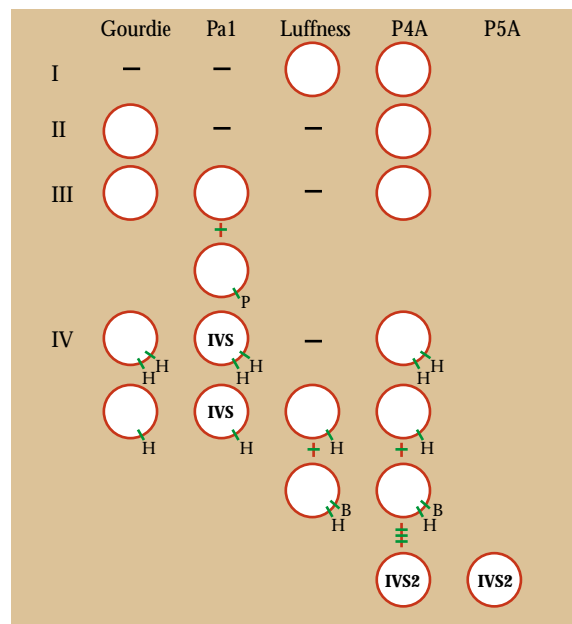 Gourdie Pa1 Luffness P4A P5A
I – –
II – –
III –
P
IV IVS –
H H H
H H H
IVS
H H H H
B B
H H
IVS2 IVS2